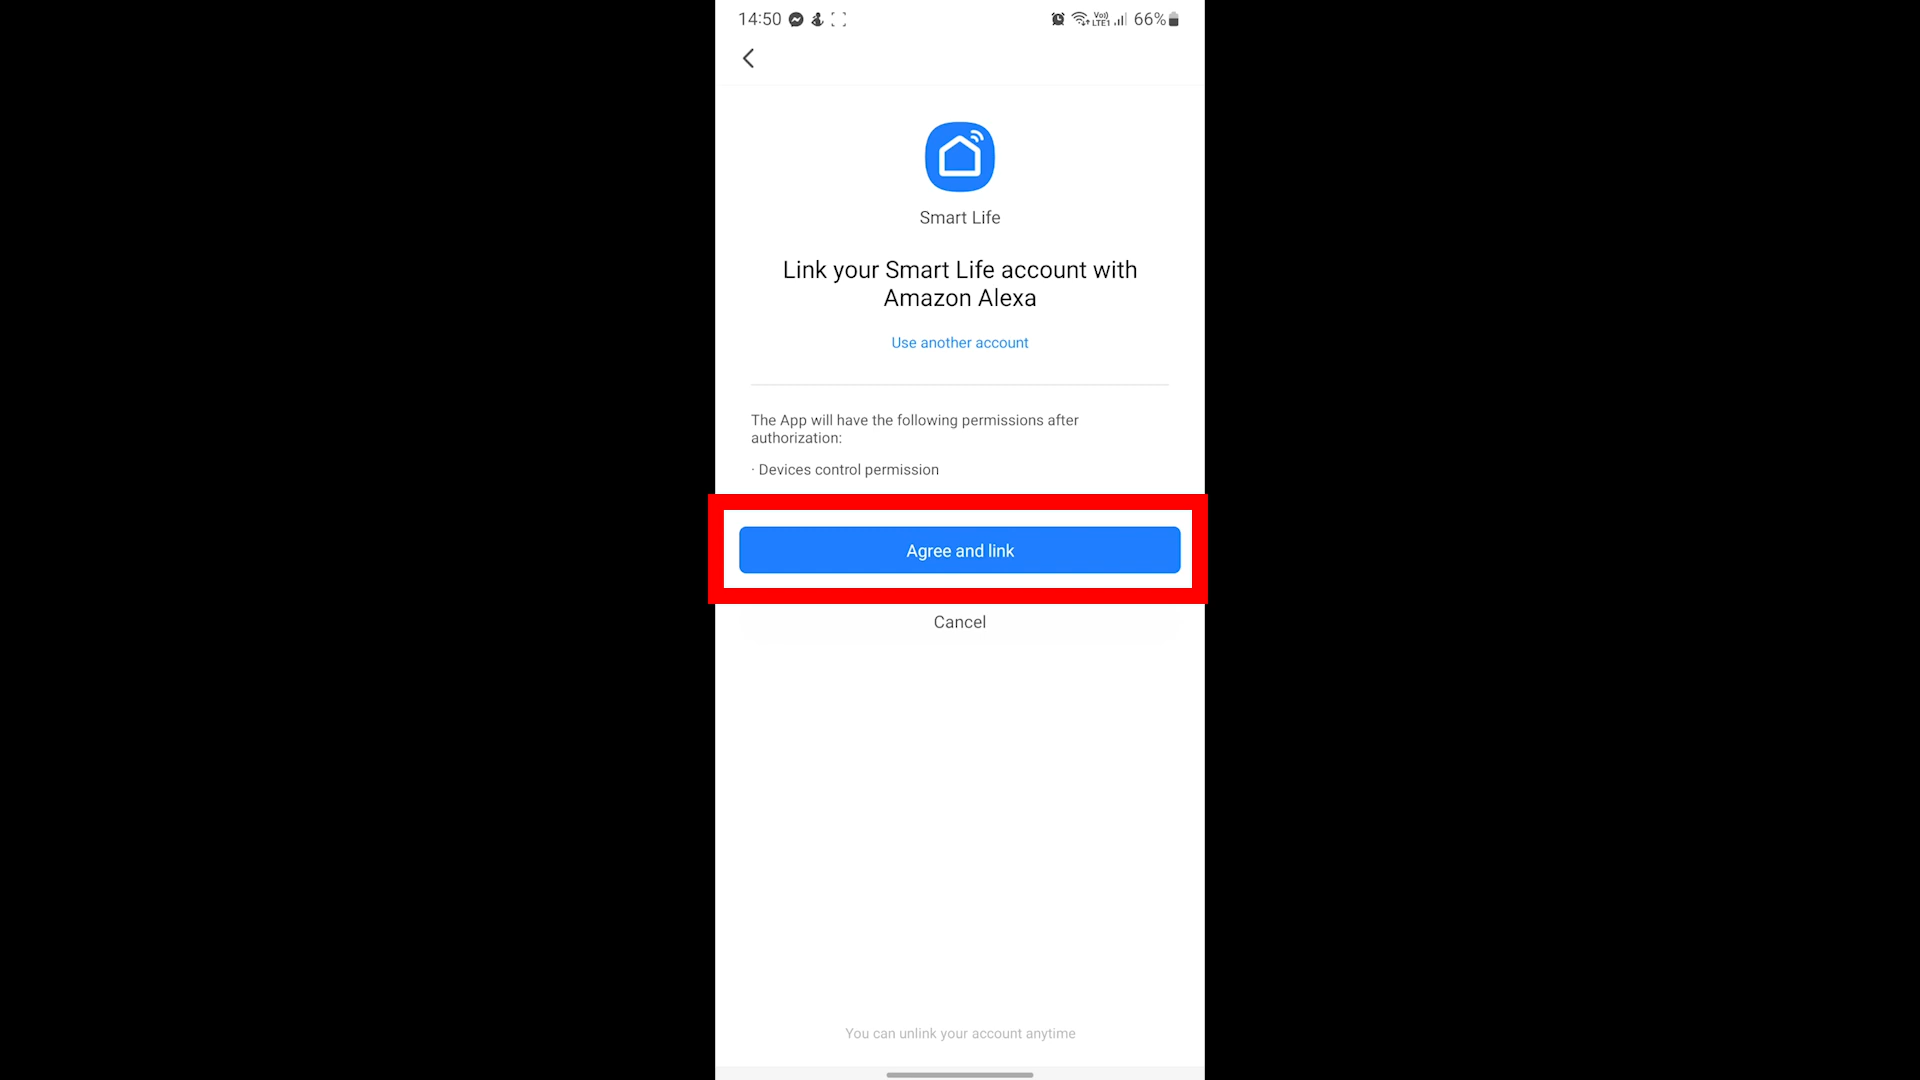 14:50
Vo) LTE1 66%
Smart Life
Link your Smart Life account with
Amazon Alexa
Use another account
The App will have the following permissions after
authorization:
· Devices control permission
Agree and link
Cancel
You can unlink your account anytime